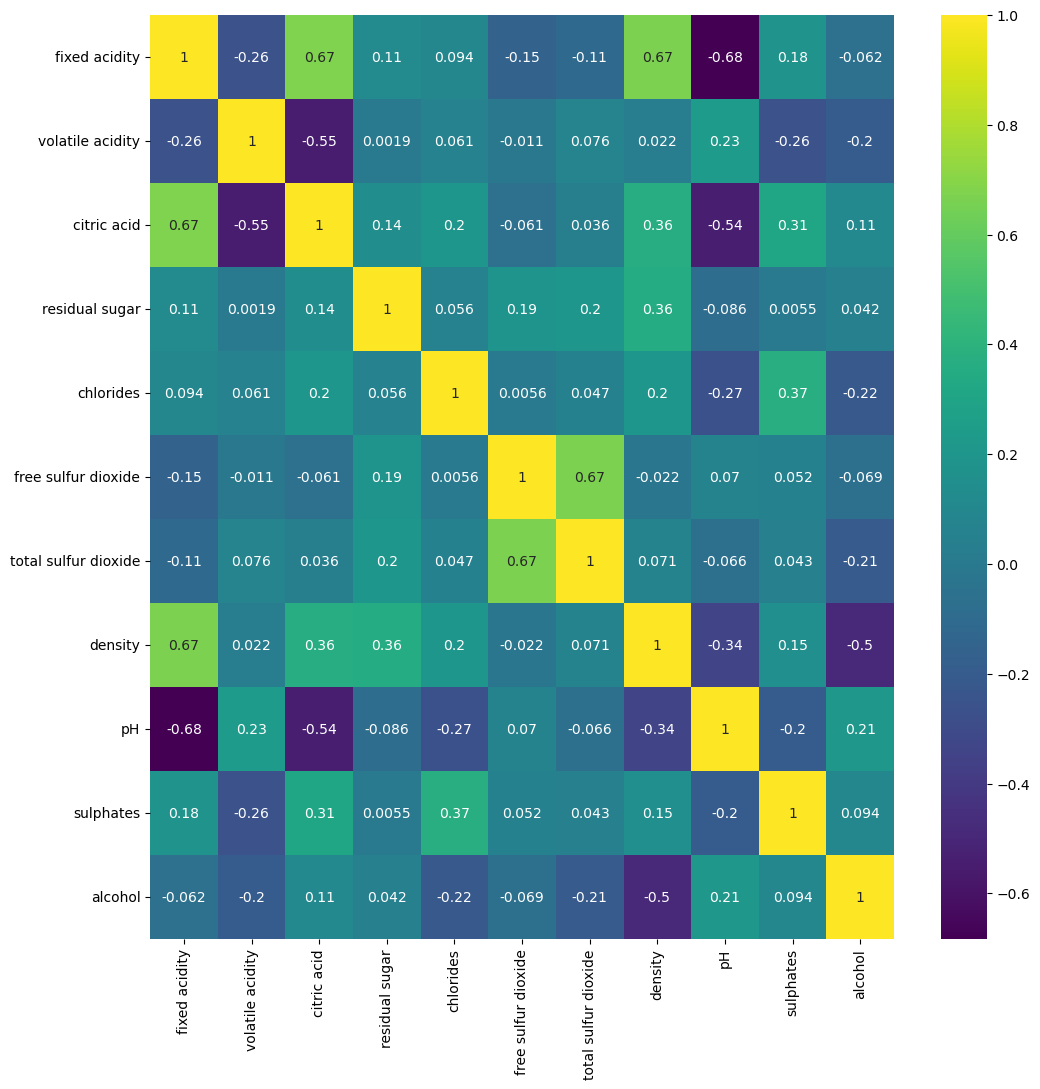 fixed acidity 1 -0.26 0.67 0.11 0.094 -0.15 -0.11 0.67 -0.68 0.18 -0.062
volatile acidity -0.26 1 -0.55 0.0019 0.061 -0.011 0.076 0.022 0.23 -0.26 -0.2
citric acid 0.67 -0.55 1 0.14 0.2 -0.061 0.036 0.36 -0.54 0.31 0.11
residual sugar 0.11 0.0019 0.14 1 0.056 0.19 0.2 0.36 -0.086 0.0055 0.042
chlorides 0.094 0.061 0.2 0.056 1 0.0056 0.047 0.2 -0.27 0.37 -0.22
free sulfur dioxide -0.15 -0.011 -0.061 0.19 0.0056 1 0.67 -0.022 0.07 0.052 -0.069
total sulfur dioxide -0.11 0.076 0.036 0.2 0.047 0.67 1 0.071 -0.066 0.043 -0.21
density 0.67 0.022 0.36 0.36 0.2 -0.022 0.071 1 -0.34 0.15 -0.5
pH -0.68 0.23 -0.54 -0.086 -0.27 0.07 -0.066 -0.34 1 -0.2 0.21
sulphates 0.18 -0.26 0.31 0.0055 0.37 0.052 0.043 0.15 -0.2 1 0.094
alcohol -0.062 -0.2 0.11 0.042 -0.22 -0.069 -0.21 -0.5 0.21 0.094 1
fixed acidity
volatile acidity
citric acid
residual sugar
chlorides
free sulfur dioxide
total sulfur dioxide
density
pH
sulphates
alcohol
1.0
0.8
0.6
0.4
0.2
0.0
−0.2
−0.4
−0.6